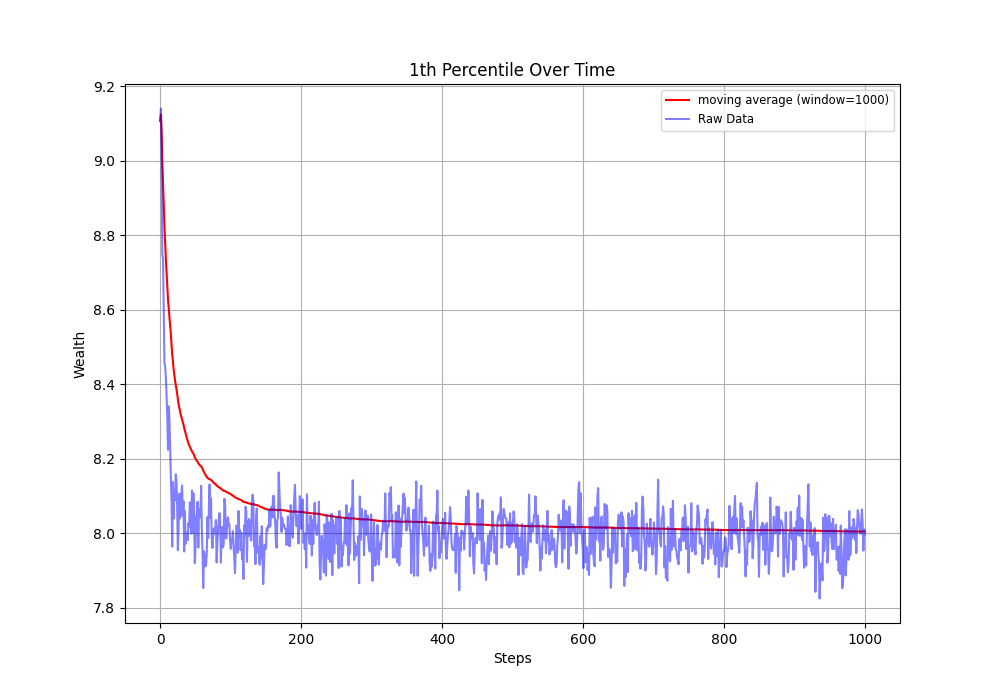 1th Percentile Over Time
moving average (window=1000)
Raw Data
Wealth
9.2
9.0
8.8
8.6
8.4
8.2
8.0
7.8
0
200
400
600
800
1000
Steps